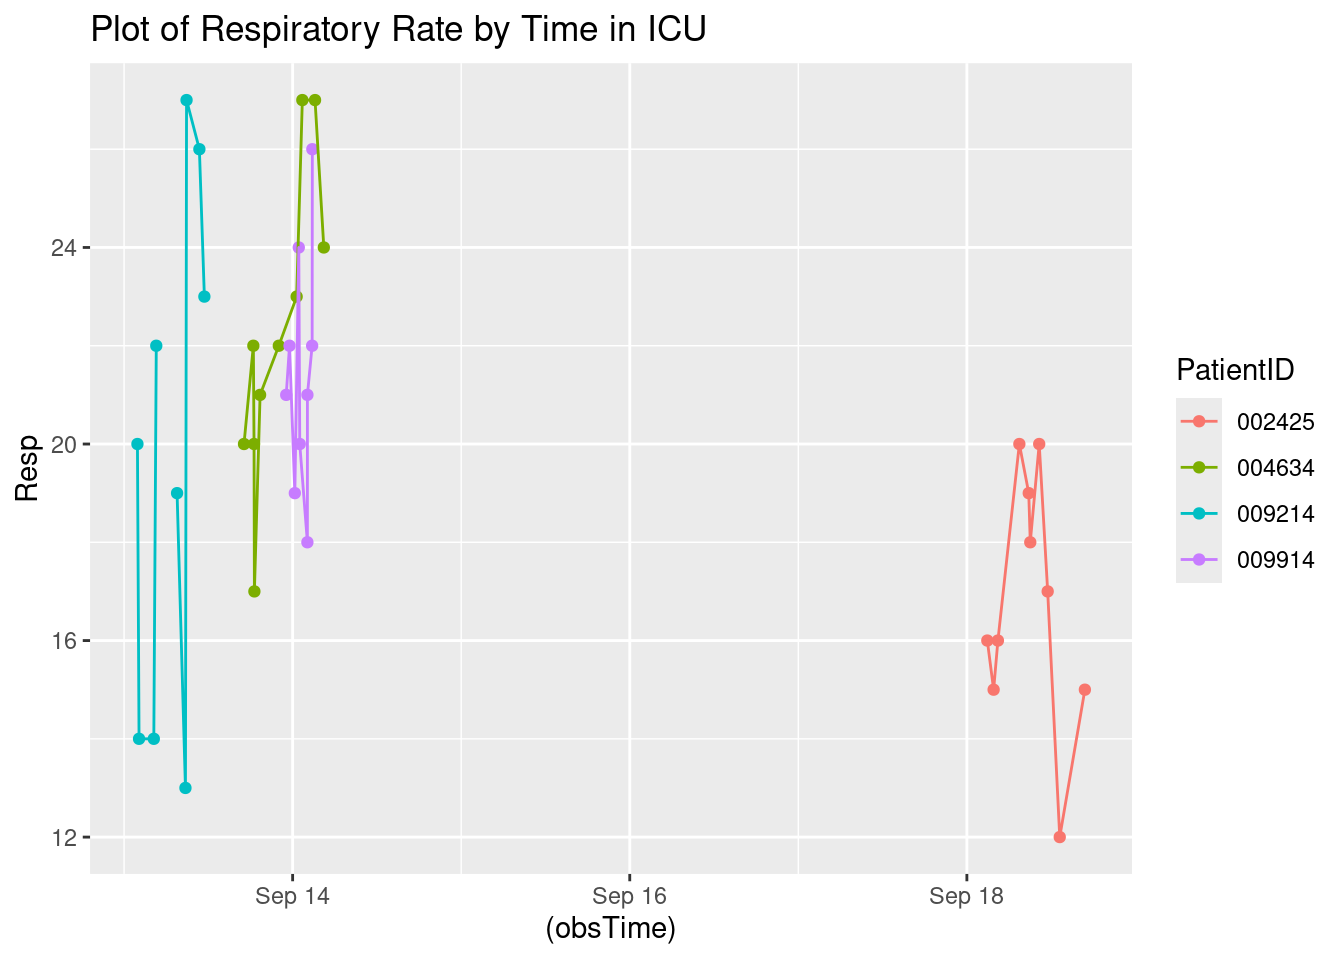 Plot of Respiratory Rate by Time in ICU
Resp
24
20
16
12
Sep 14
Sep 16
Sep 18
(obsTime)
PatientID
002425
004634
009214
009914